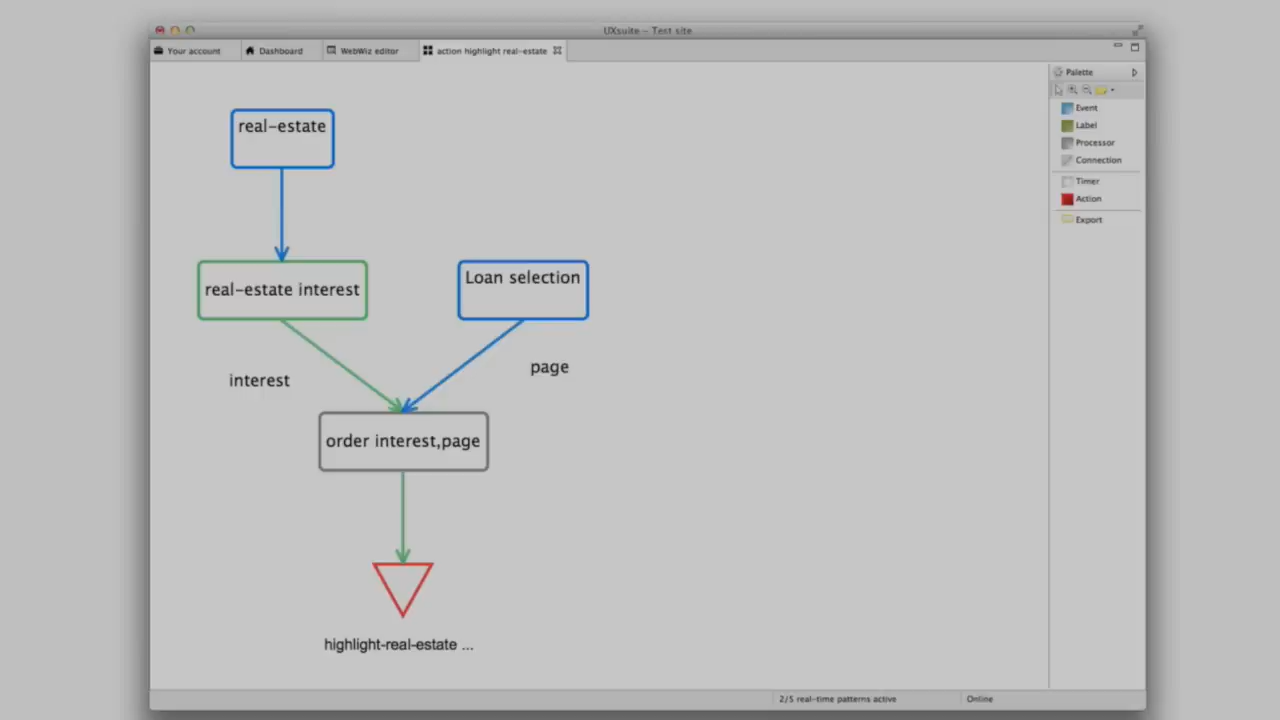 UXsuite – Test site
Your account
Dashboard
WebWiz editor
action highlight real-estate
Palette
Event
Label
Processor
Connection
Timer
Action
Export
real-estate
real-estate interest
Loan selection
interest
page
order interest,page
highlight-real-estate ...
2/5 real-time patterns active
Online